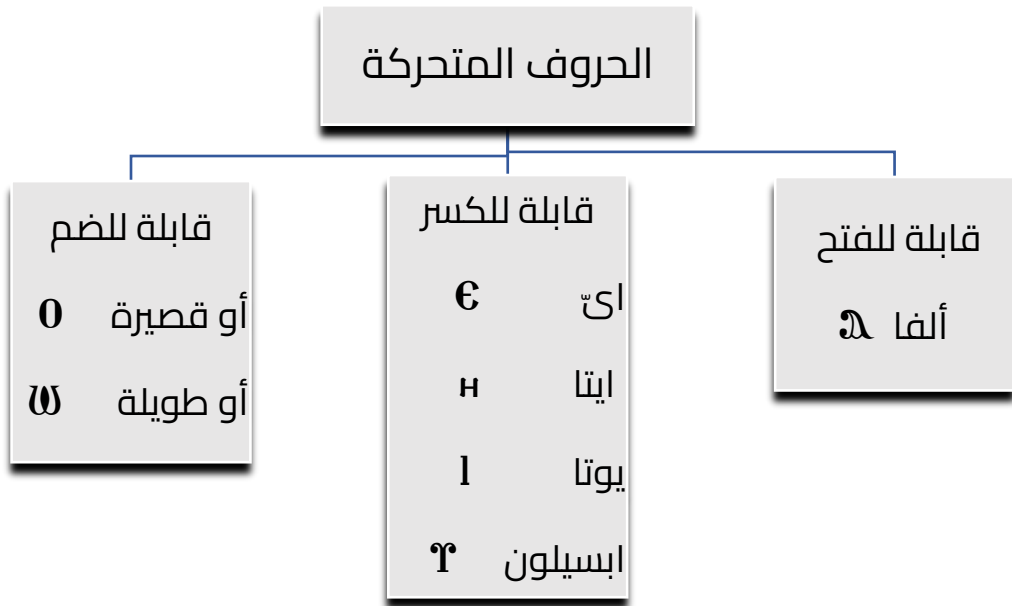 الحروف المتحركة
قابلة للفتح
ألفا Ⲁ
قابلة للكسر
اىّ Ⲉ
ايتا ⲏ
يوتا ⲓ
ابسيلون Ⲩ
قابلة للضم
أو قصيرة ⲟ
أو طويلة Ⲱ